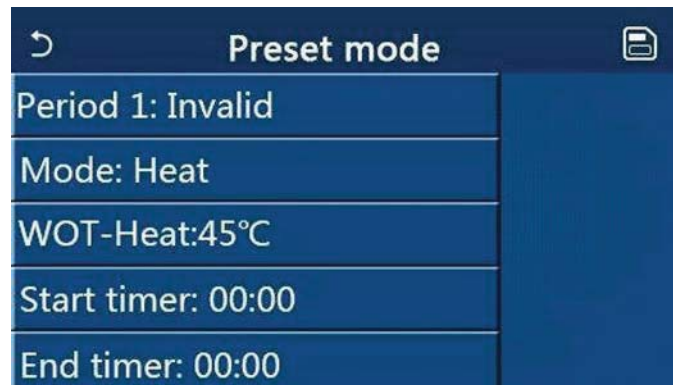 Preset mode
Period 1: Invalid
Mode: Heat
WOT-Heat:45℃
Start timer: 00:00
End timer: 00:00